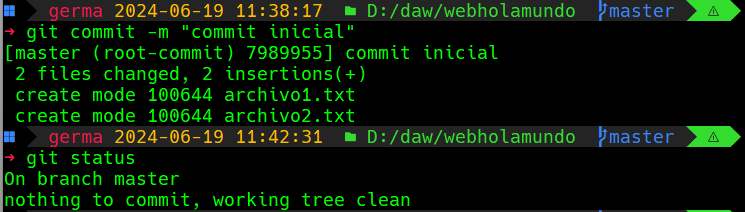 germa 2024-06-19 11:38:17 D:/daw/webholamundo master
→ git commit -m "commit inicial"
[master (root-commit) 7989955] commit inicial
 2 files changed, 2 insertions(+)
 create mode 100644 archivo1.txt
 create mode 100644 archivo2.txt
germa 2024-06-19 11:42:31 D:/daw/webholamundo master
→ git status
On branch master
nothing to commit, working tree clean